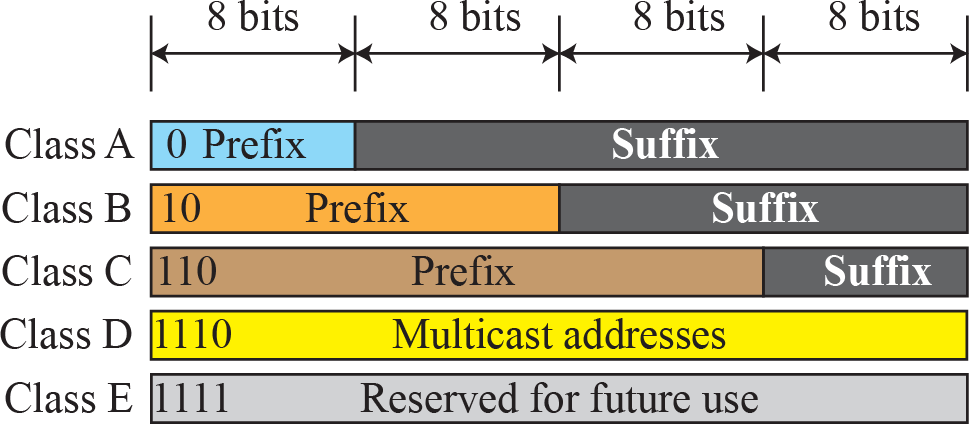 8 bits 8 bits 8 bits 8 bits
Class A 0 Prefix Suffix
Class B 10 Prefix Suffix
Class C 110 Prefix Suffix
Class D 1110 Multicast addresses
Class E 1111 Reserved for future use